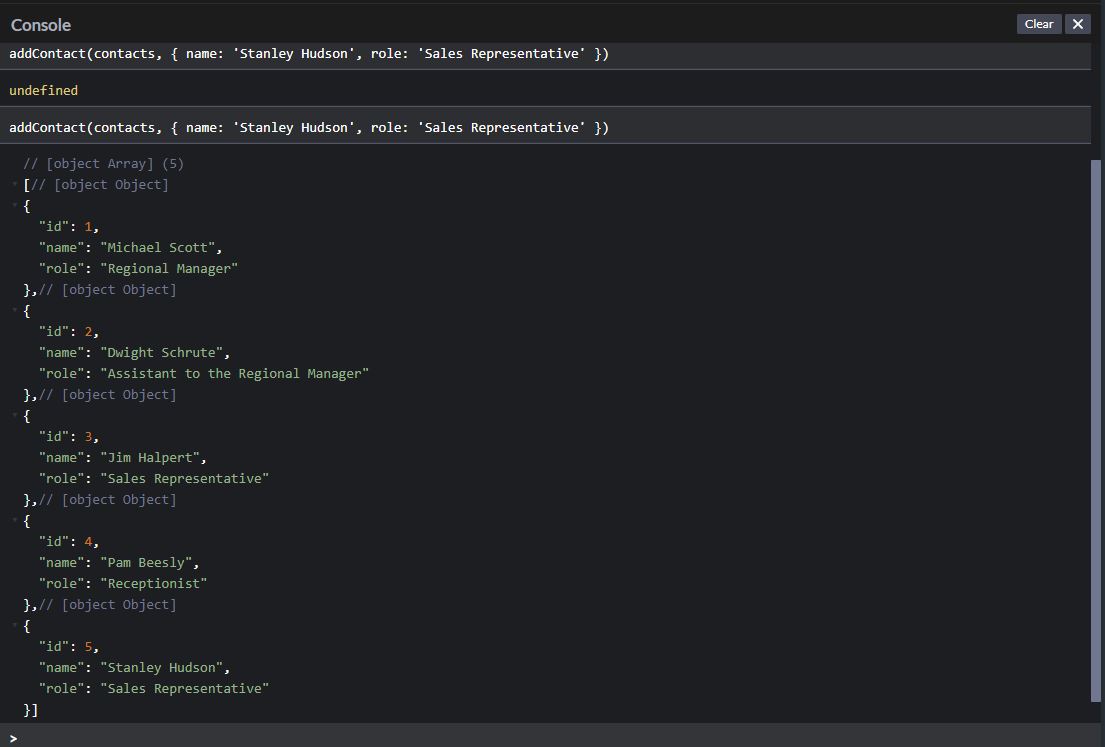 Console
Clear
×
addContact(contacts, { name: 'Stanley Hudson', role: 'Sales Representative' })
undefined
addContact(contacts, { name: 'Stanley Hudson', role: 'Sales Representative' })
// [object Array] (5)
[// [object Object]
{
"id": 1,
"name": "Michael Scott",
"role": "Regional Manager"
},// [object Object]
{
"id": 2,
"name": "Dwight Schrute",
"role": "Assistant to the Regional Manager"
},// [object Object]
{
"id": 3,
"name": "Jim Halpert",
"role": "Sales Representative"
},// [object Object]
{
"id": 4,
"name": "Pam Beesly",
"role": "Receptionist"
},// [object Object]
{
"id": 5,
"name": "Stanley Hudson",
"role": "Sales Representative"
}]
>